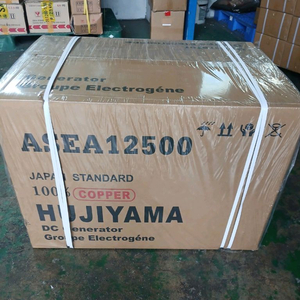 Generator
Groupe Electrogéne
ASEA12500
JAPAN STANDARD
100% COPPER
HUJIYAMA
DC Generator
Groupe Electrogéne